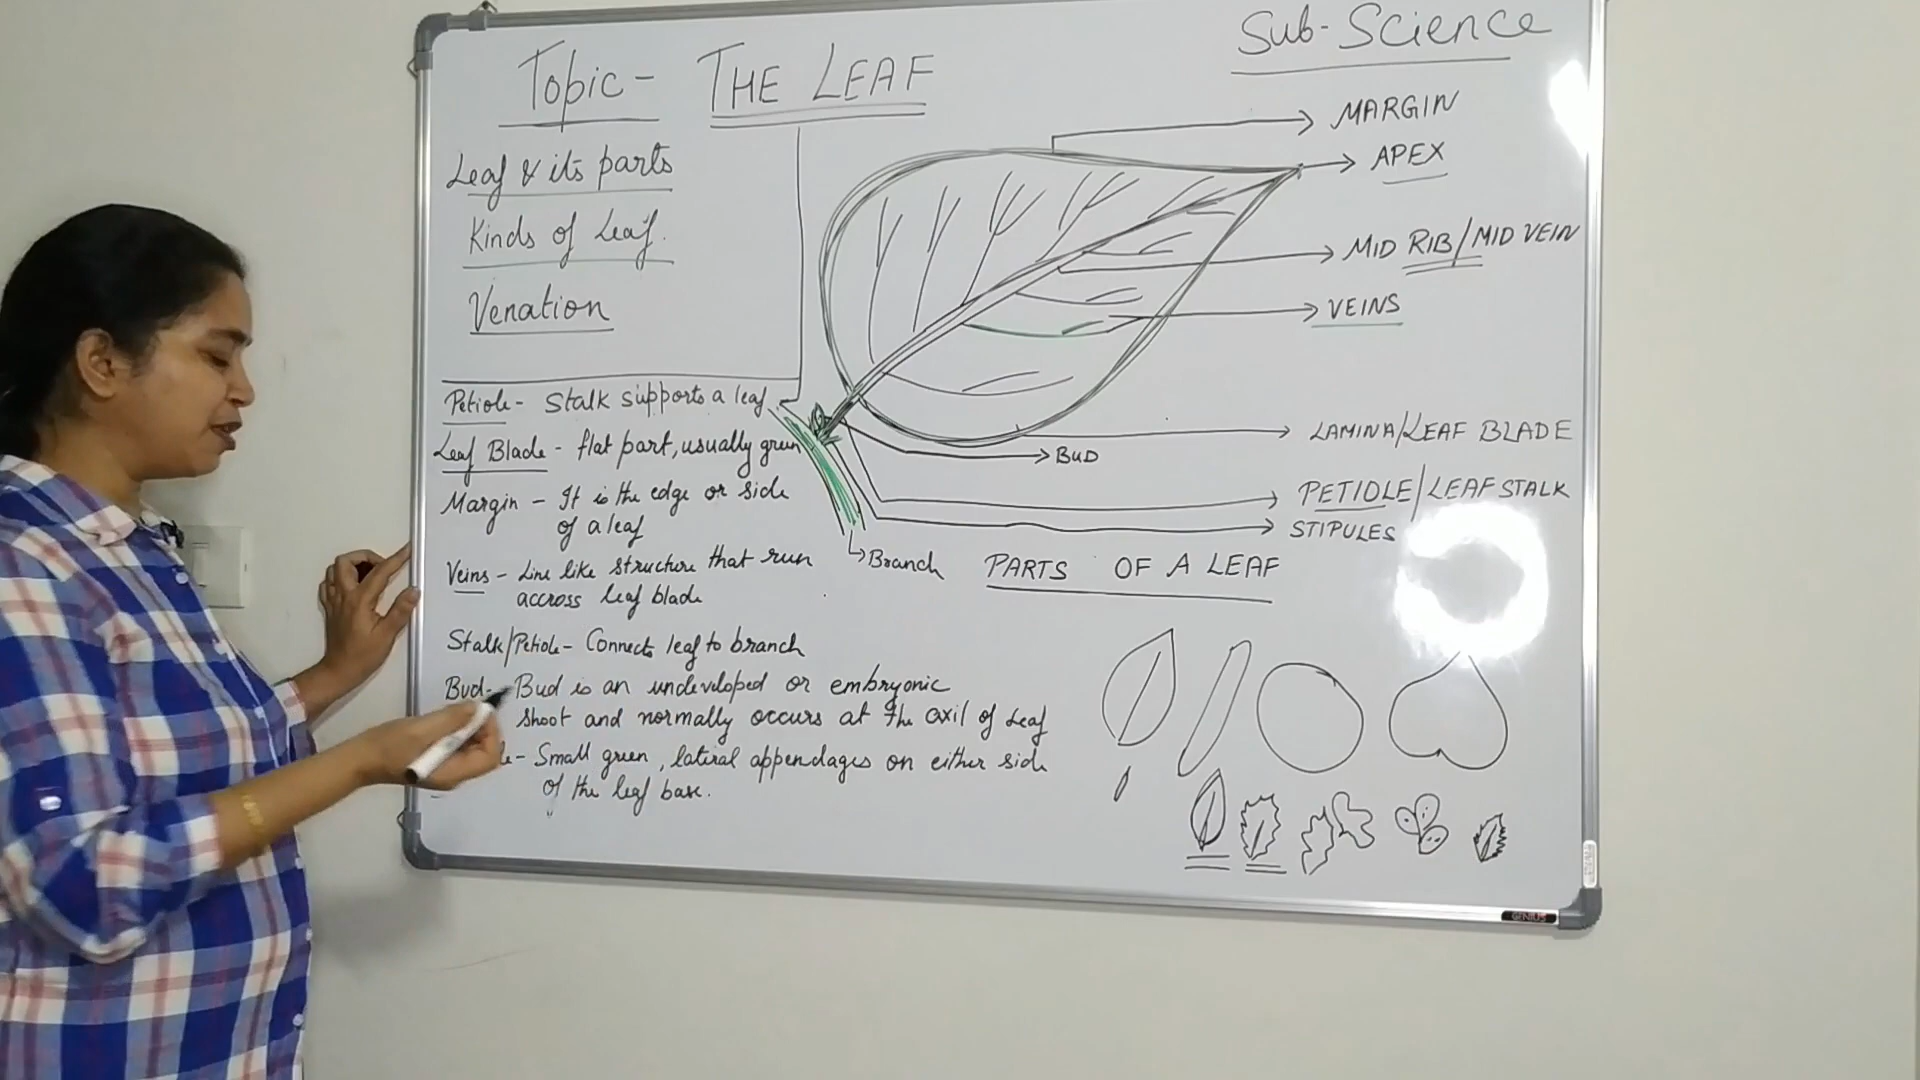 Sub-Science
Topic- THE LEAF
Leaf & its parts
Kinds of Leaf.
Venation
MARGIN
APEX
MID RIB/MID VEIN
VEINS
LAMINA/LEAF BLADE
BUD
PETIOLE/LEAF STALK
STIPULES
Branch
PARTS OF A LEAF
Petiole- Stalk supports a leaf
Leaf Blade- flat part, usually green
Margin - It is the edge or side
of a leaf
Veins- Line like structure that run
accross leaf blade
Stalk/Petiole- Connects leaf to branch
Bud- Bud is an undeveloped or embryonic
shoot and normally occurs at the axil of leaf
- Small green, lateral appendages on either side
of the leaf base.
GENIUS